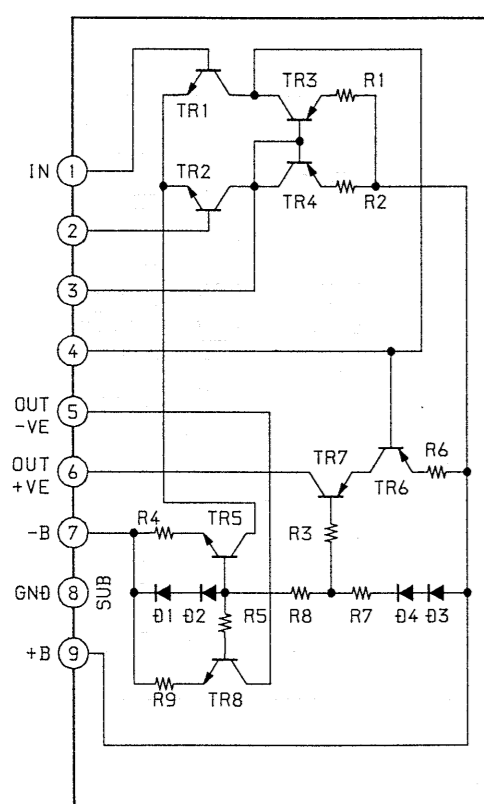 R1
TR3
TR1
IN 1
TR2
TR4
R2
2
3
4
OUT
-VE
5
OUT
+VE
6
TR7
R6
TR6
-B 7
R4
TR5
R3
GND 8
SUB
D1
D2
R5
R8
R7
D4
D3
+B 9
R9
TR8